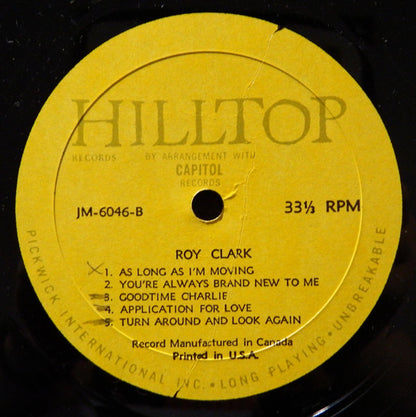 HILLTOP
RECORDS BY ARRANGEMENT WITH
CAPITOL
RECORDS
JM-6046-B 33⅓ RPM
ROY CLARK
1. AS LONG AS I'M MOVING
2. YOU'RE ALWAYS BRAND NEW TO ME
3. GOODTIME CHARLIE
4. APPLICATION FOR LOVE
5. TURN AROUND AND LOOK AGAIN
Record Manufactured in Canada
Printed in U.S.A.
PICKWICK INTERNATIONAL INC. • LONG PLAYING • UNBREAKABLE